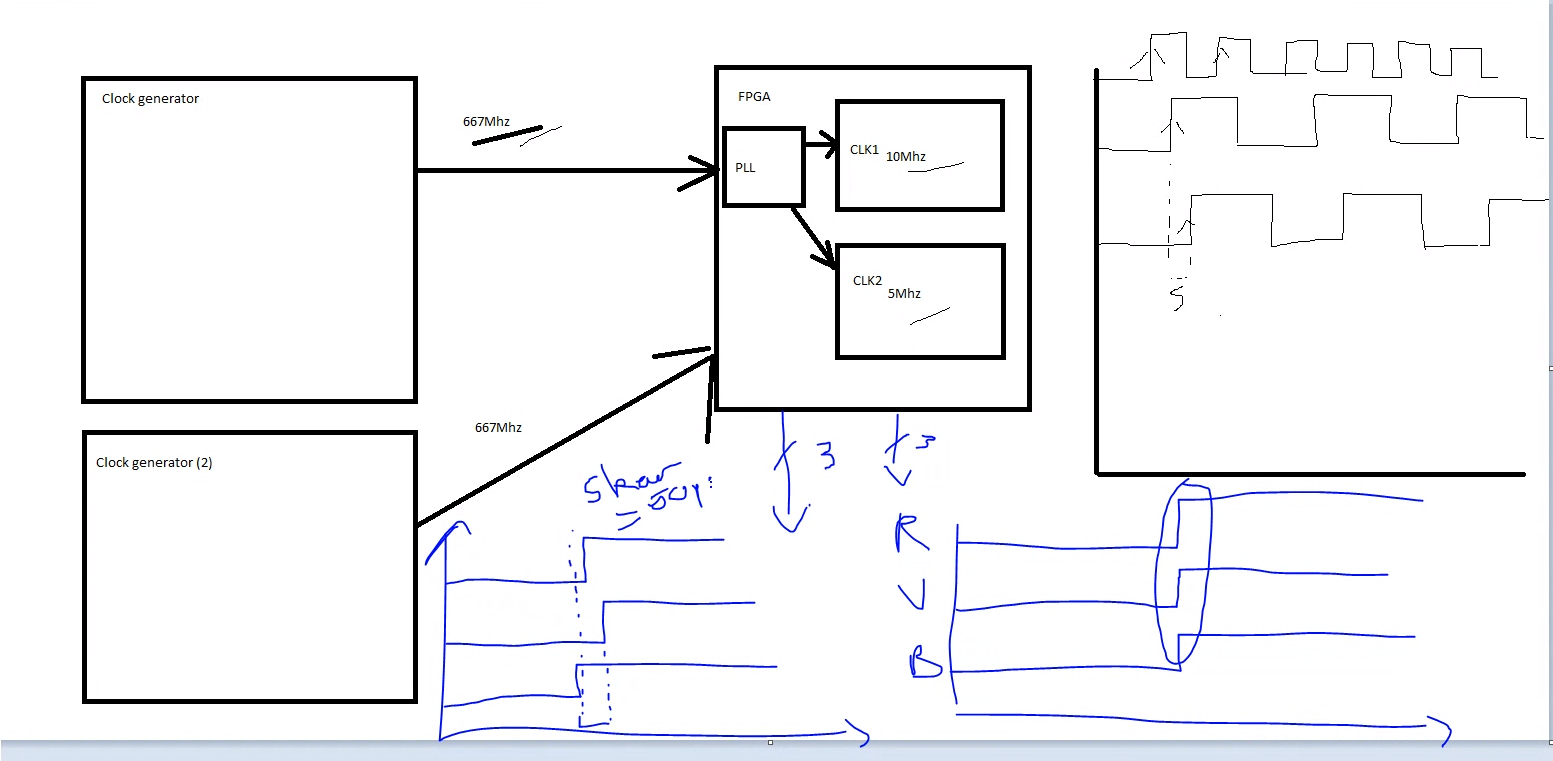 Clock generator
667Mhz
FPGA
PLL
CLK1 10Mhz
CLK2
5Mhz
S
Clock generator (2)
667Mhz
3
3
Skew
=
R
V
B